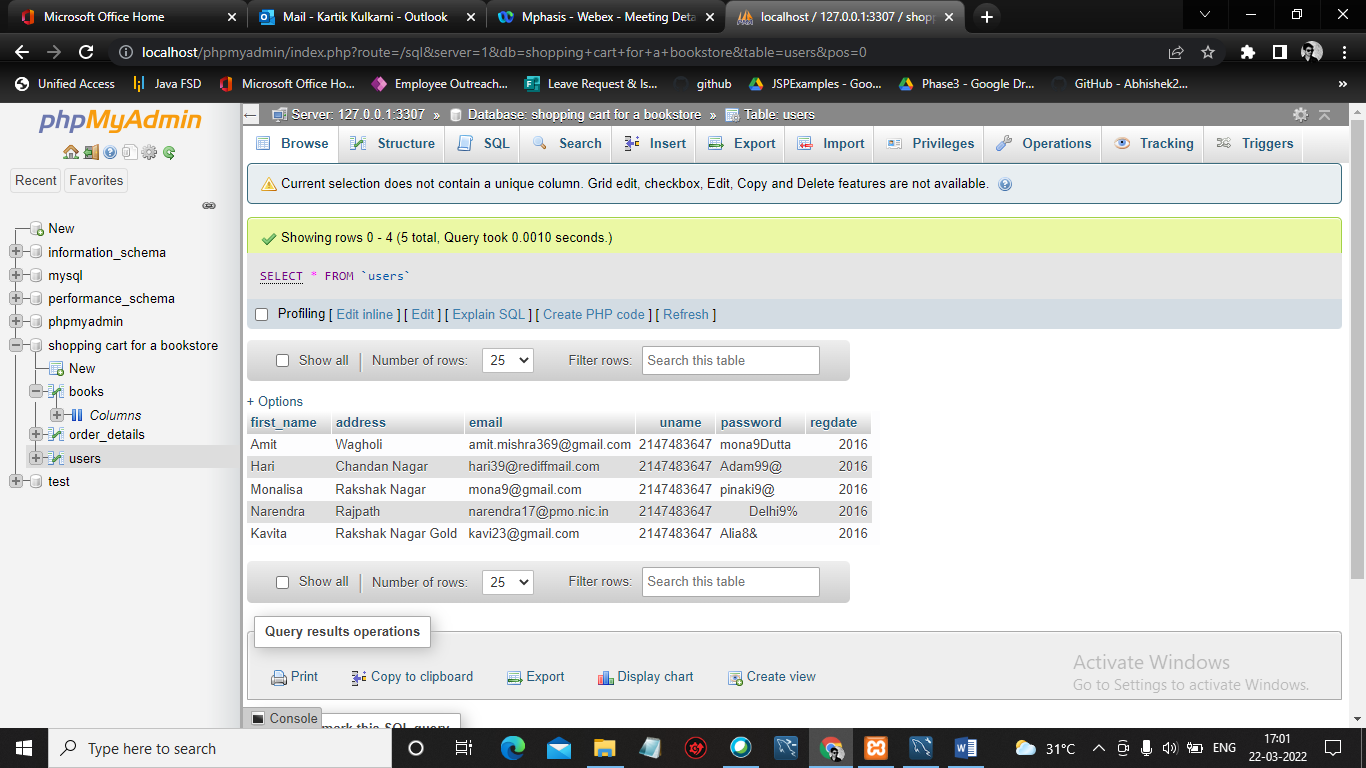 Microsoft Office Home
Mail - Kartik Kulkarni - Outlook
Mphasis - Webex - Meeting Deta
localhost / 127.0.0.1:3307 / shopp
localhost/phpmyadmin/index.php?route=/sql&server=1&db=shopping+cart+for+a+bookstore&table=users&pos=0
Unified Access Java FSD Microsoft Office Ho... Employee Outreach... Leave Request & Is... github JSPExamples - Goo... Phase3 - Google Dr... GitHub - Abhishek2... »
phpMyAdmin
Recent Favorites
New
information_schema
mysql
performance_schema
phpmyadmin
shopping cart for a bookstore
New
books
Columns
order_details
users
test
Server: 127.0.0.1:3307 » Database: shopping cart for a bookstore » Table: users
Browse Structure SQL Search Insert Export Import Privileges Operations Tracking Triggers
Current selection does not contain a unique column. Grid edit, checkbox, Edit, Copy and Delete features are not available.
Showing rows 0 - 4 (5 total, Query took 0.0010 seconds.)
SELECT * FROM `users`
Profiling [ Edit inline ] [ Edit ] [ Explain SQL ] [ Create PHP code ] [ Refresh ]
Show all Number of rows: 25 Filter rows: Search this table
+ Options
first_name address email uname password regdate
Amit Wagholi amit.mishra369@gmail.com 2147483647 mona9Dutta 2016
Hari Chandan Nagar hari39@rediffmail.com 2147483647 Adam99@ 2016
Monalisa Rakshak Nagar mona9@gmail.com 2147483647 pinaki9@ 2016
Narendra Rajpath narendra17@pmo.nic.in 2147483647 Delhi9% 2016
Kavita Rakshak Nagar Gold kavi23@gmail.com 2147483647 Alia8& 2016
Show all Number of rows: 25 Filter rows: Search this table
Query results operations
Print Copy to clipboard Export Display chart Create view
Activate Windows
Go to Settings to activate Windows.
Console
mark this SQL query
Type here to search
31°C ENG
17:01
22-03-2022